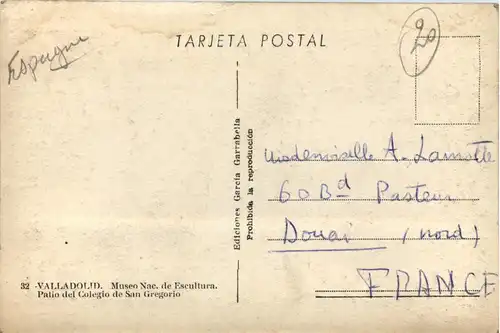 TARJETA POSTAL
20
Espagne
Mademoiselle A. Lamotte
60 Bd Pasteur
Douai (Nord)
FRANCE
Ediciones García Garrabella
Prohibida la reproducción
32 -VALLADOLID. Museo Nac. de Escultura.
Patio del Colegio de San Gregorio